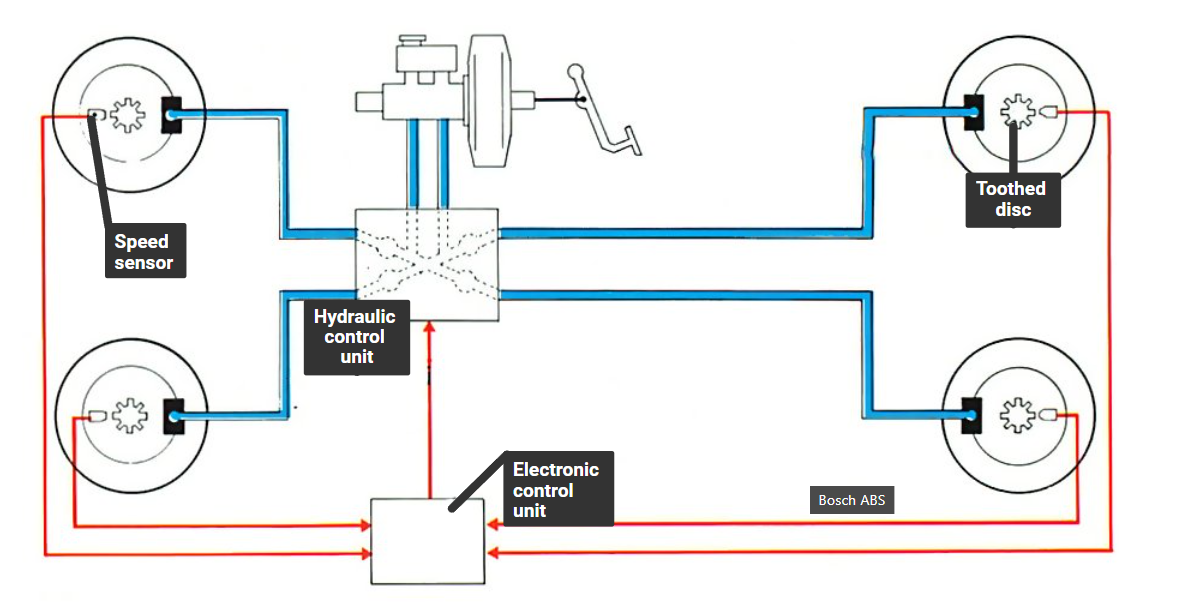 Toothed
disc
Speed
sensor
Hydraulic
control
unit
Electronic
control
unit
Bosch ABS